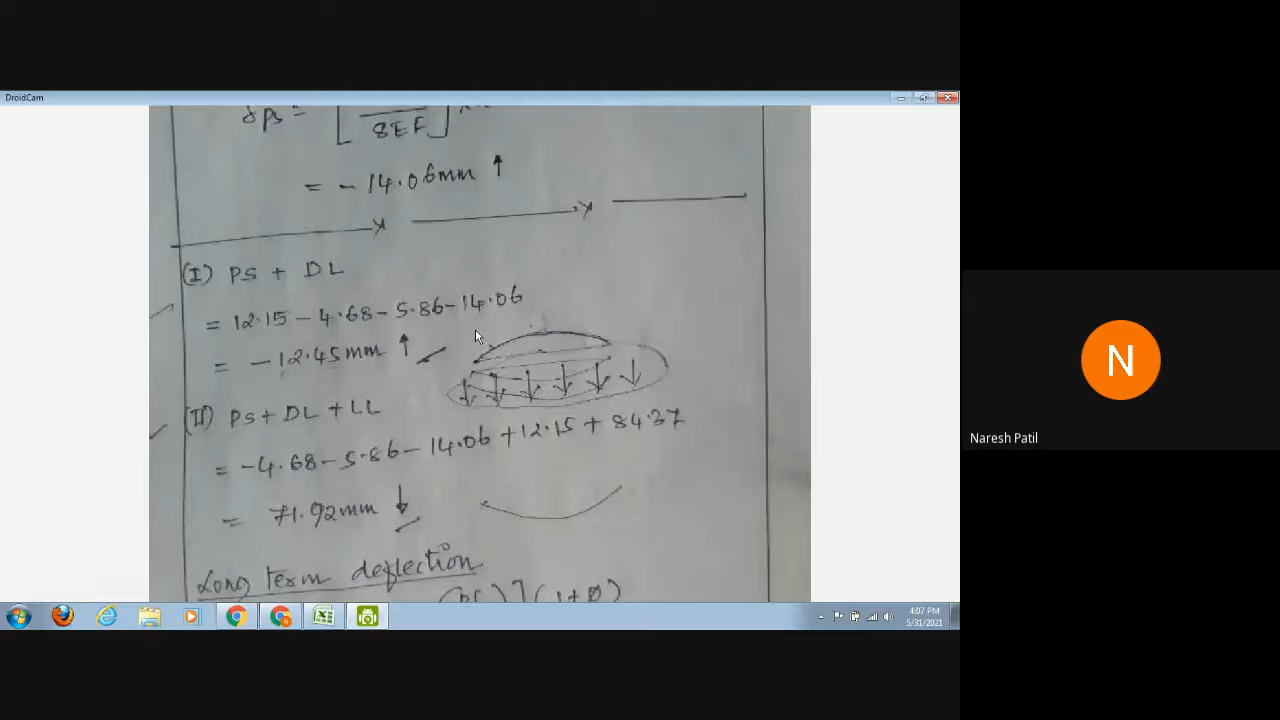 DroidCam
δps =
8EF
= - 14.06mm ↑
(I) PS + DL
= 12.15 - 4.68 - 5.86 - 14.06
= - 12.45mm ↑
(II) PS + DL + LL
= -4.68 - 5.86 - 14.06 + 12.15 + 84.37
= 71.92mm ↓
Long term deflection
(1+Ø)
4:07 PM
5/31/2021
N
Naresh Patil